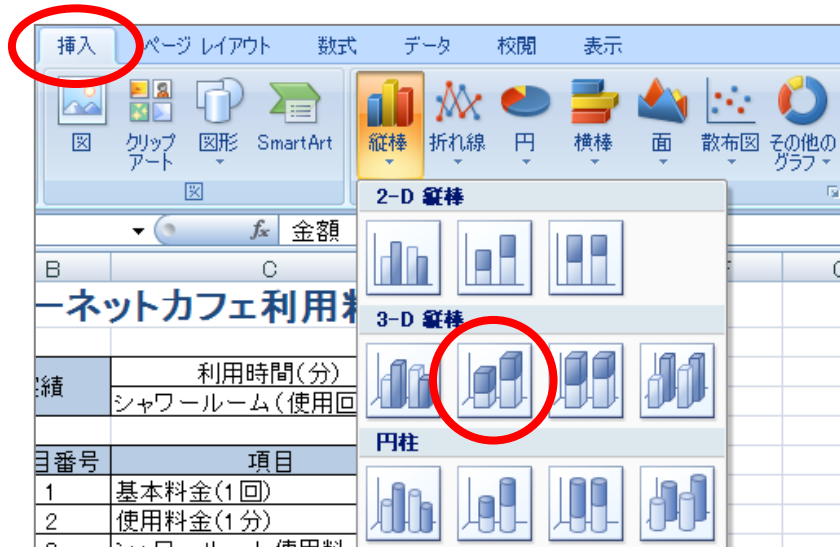 挿入 ページ レイアウト 数式 データ 校閲 表示
図 クリップアート 図形 SmartArt 縦棒 折れ線 円 横棒 面 散布図 その他のグラフ
図
2-D 縦棒
fx 金額
B C
ーネットカフェ利用
3-D 縦棒
績 利用時間(分)
シャワールーム(使用回
円柱
番号 項目
1 基本料金(1回)
2 使用料金(1分)